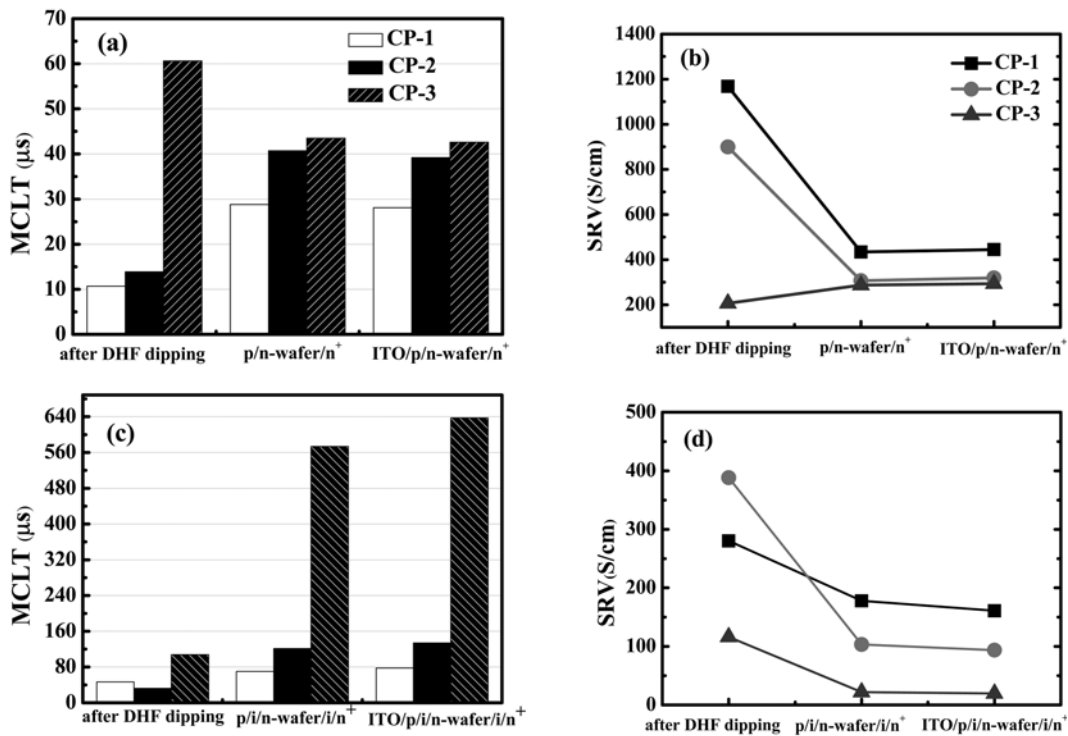 (a)
CP-1
CP-2
CP-3
70
60
50
40
30
20
10
0
MCLT (μs)
after DHF dipping
p/n-wafer/n⁺
ITO/p/n-wafer/n⁺
(b)
CP-1
CP-2
CP-3
1400
1200
1000
800
600
400
200
SRV(S/cm)
after DHF dipping
p/n-wafer/n⁺
ITO/p/n-wafer/n⁺
(c)
640
560
480
400
320
240
160
80
0
MCLT (μs)
after DHF dipping
p/i/n-wafer/i/n⁺
ITO/p/i/n-wafer/i/n⁺
(d)
500
400
300
200
100
0
SRV(S/cm)
after DHF dipping
p/i/n-wafer/i/n⁺
ITO/p/i/n-wafer/i/n⁺